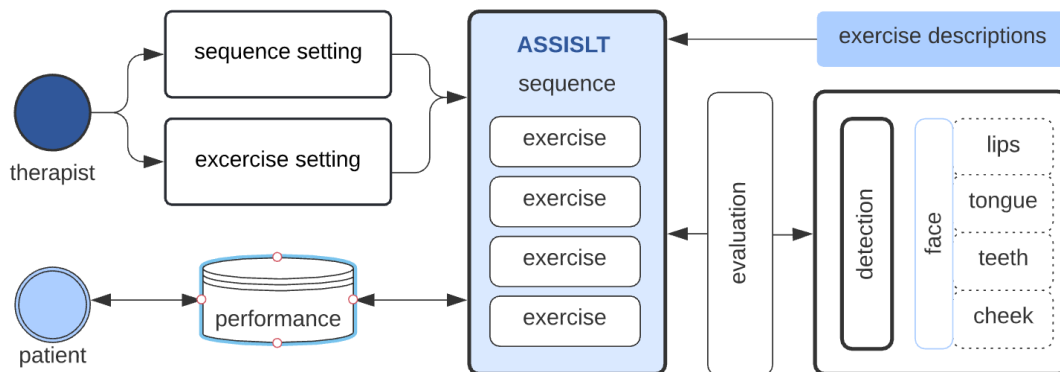 sequence setting
excercise setting
therapist
patient
performance
ASSISLT
sequence
exercise
exercise
exercise
exercise
exercise descriptions
evaluation
detection
face
lips
tongue
teeth
cheek